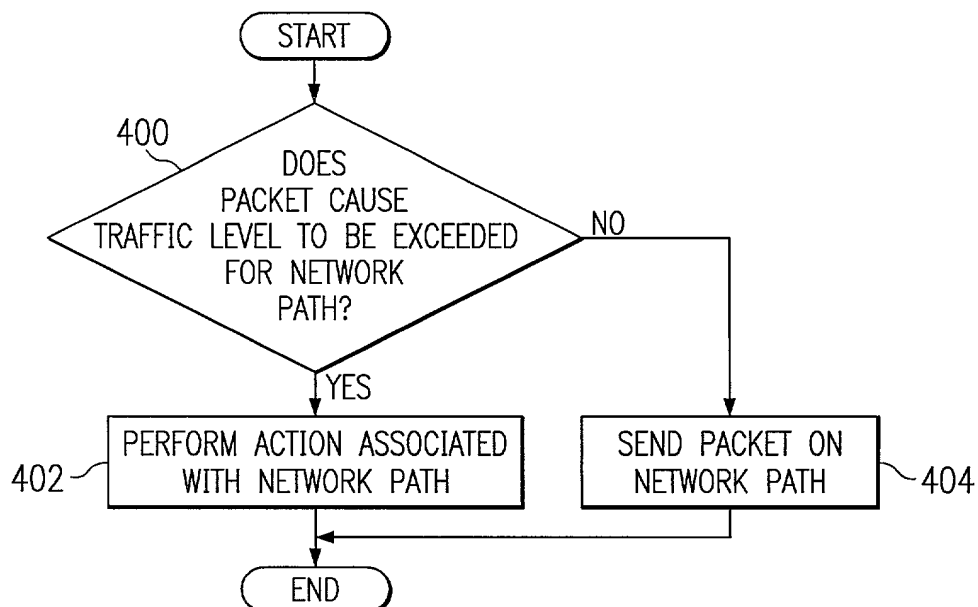 START
400
DOES
PACKET CAUSE
TRAFFIC LEVEL TO BE EXCEEDED
FOR NETWORK
PATH?
NO
YES
402
PERFORM ACTION ASSOCIATED
WITH NETWORK PATH
SEND PACKET ON
NETWORK PATH
404
END